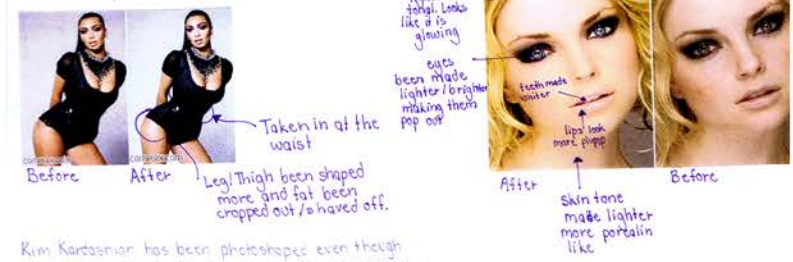 tonal. Looks
like it is
glowing
eyes
been made
lighter/brighter
making them
pop out
teeth made
whiter
lips look
more plump
After
Before
Skin tone
made lighter
more porcalin
like
Taken in at the
waist
Before
After
Leg/Thigh been shaped
more and fat been
cropped out/shaved off.
Kim Kardashian has been photoshoped even though